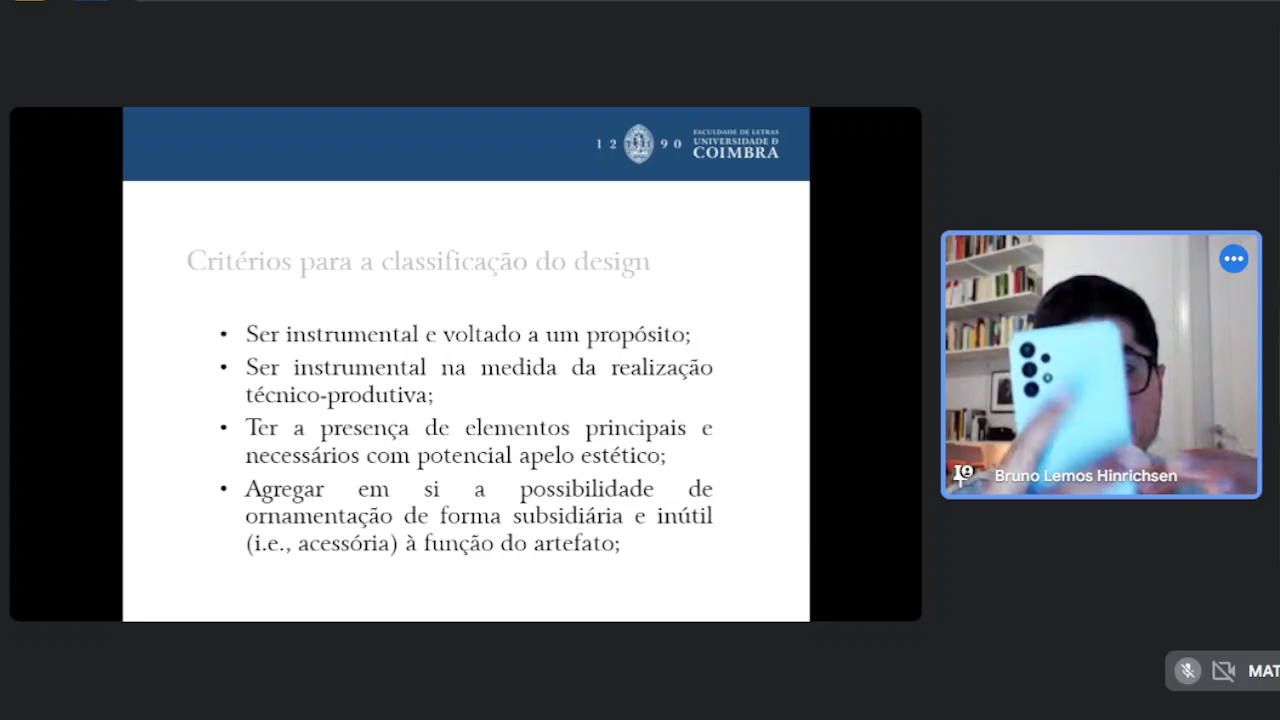 1 2 9 0
FACULDADE DE LETRAS
UNIVERSIDADE D
COIMBRA
Critérios para a classificação do design
• Ser instrumental e voltado a um propósito;
• Ser instrumental na medida da realização
técnico-produtiva;
• Ter a presença de elementos principais e
necessários com potencial apelo estético;
• Agregar em si a possibilidade de
ornamentação de forma subsidiária e inútil
(i.e., acessória) à função do artefato;
Bruno Lemos Hinrichsen
MAT